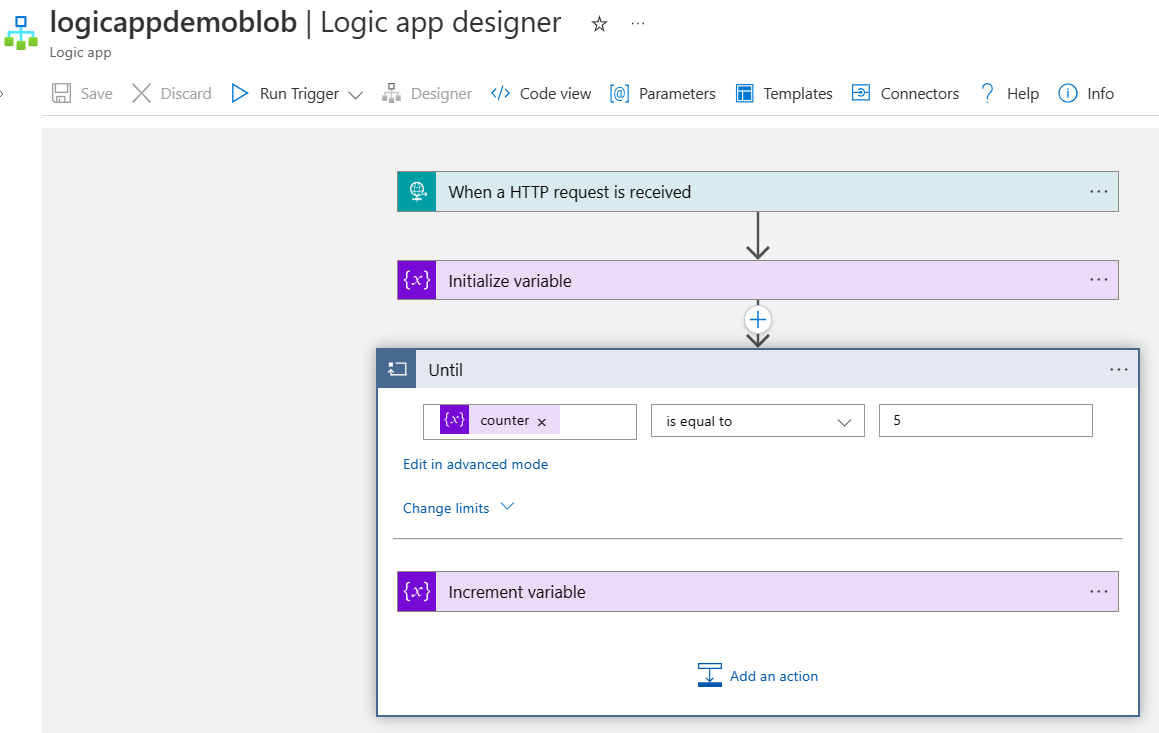 logicappdemoblob | Logic app designer
Logic app
Save Discard Run Trigger Designer Code view Parameters Templates Connectors Help Info
When a HTTP request is received
{x} Initialize variable
Until
{x} counter × is equal to 5
Edit in advanced mode
Change limits
{x} Increment variable
Add an action